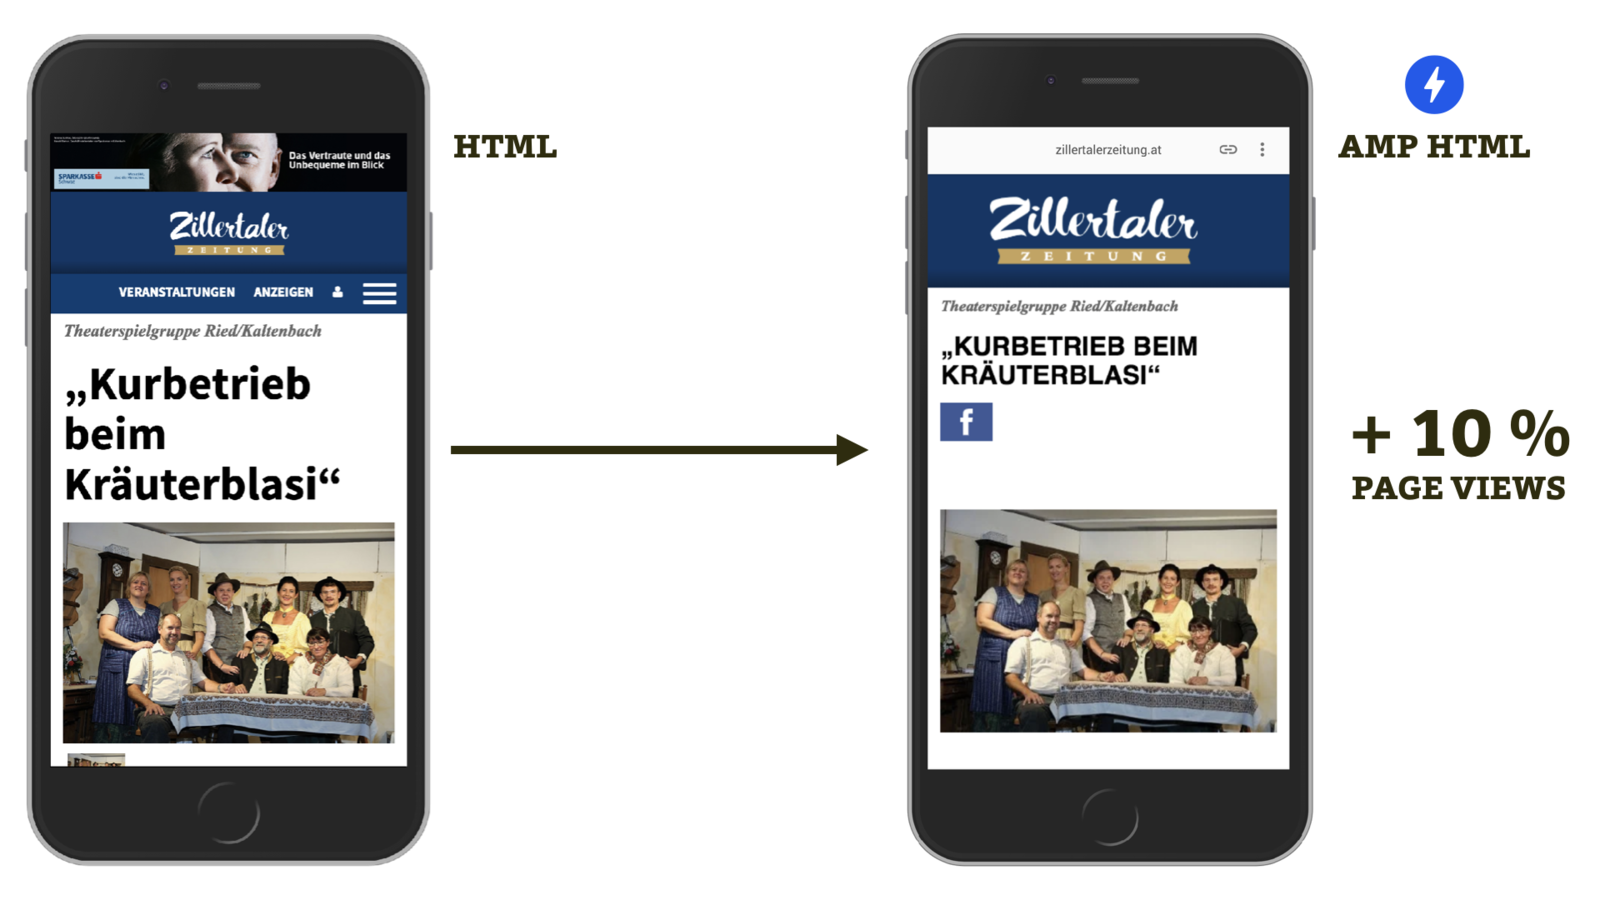 Das Vertraute und das
Unbequeme im Blick
SPARKASSE
Schwaz
Zillertaler
ZEITUNG
VERANSTALTUNGEN ANZEIGEN
Theaterspielgruppe Ried/Kaltenbach
„Kurbetrieb
beim
Kräuterblasi“
HTML
zillertalerzeitung.at
Zillertaler
ZEITUNG
Theaterspielgruppe Ried/Kaltenbach
„KURBETRIEB BEIM
KRÄUTERBLASI“
f
AMP HTML
+ 10 %
PAGE VIEWS